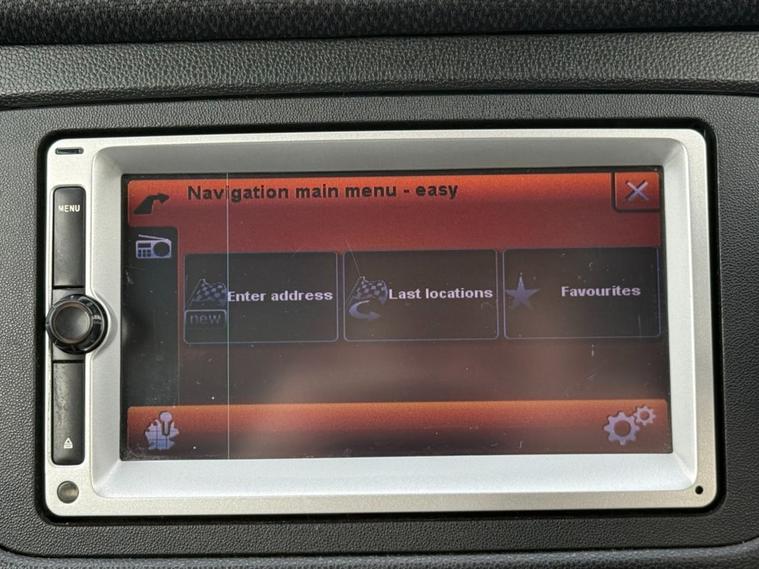 MENU
Navigation main menu - easy
Enter address
new
Last locations
Favourites